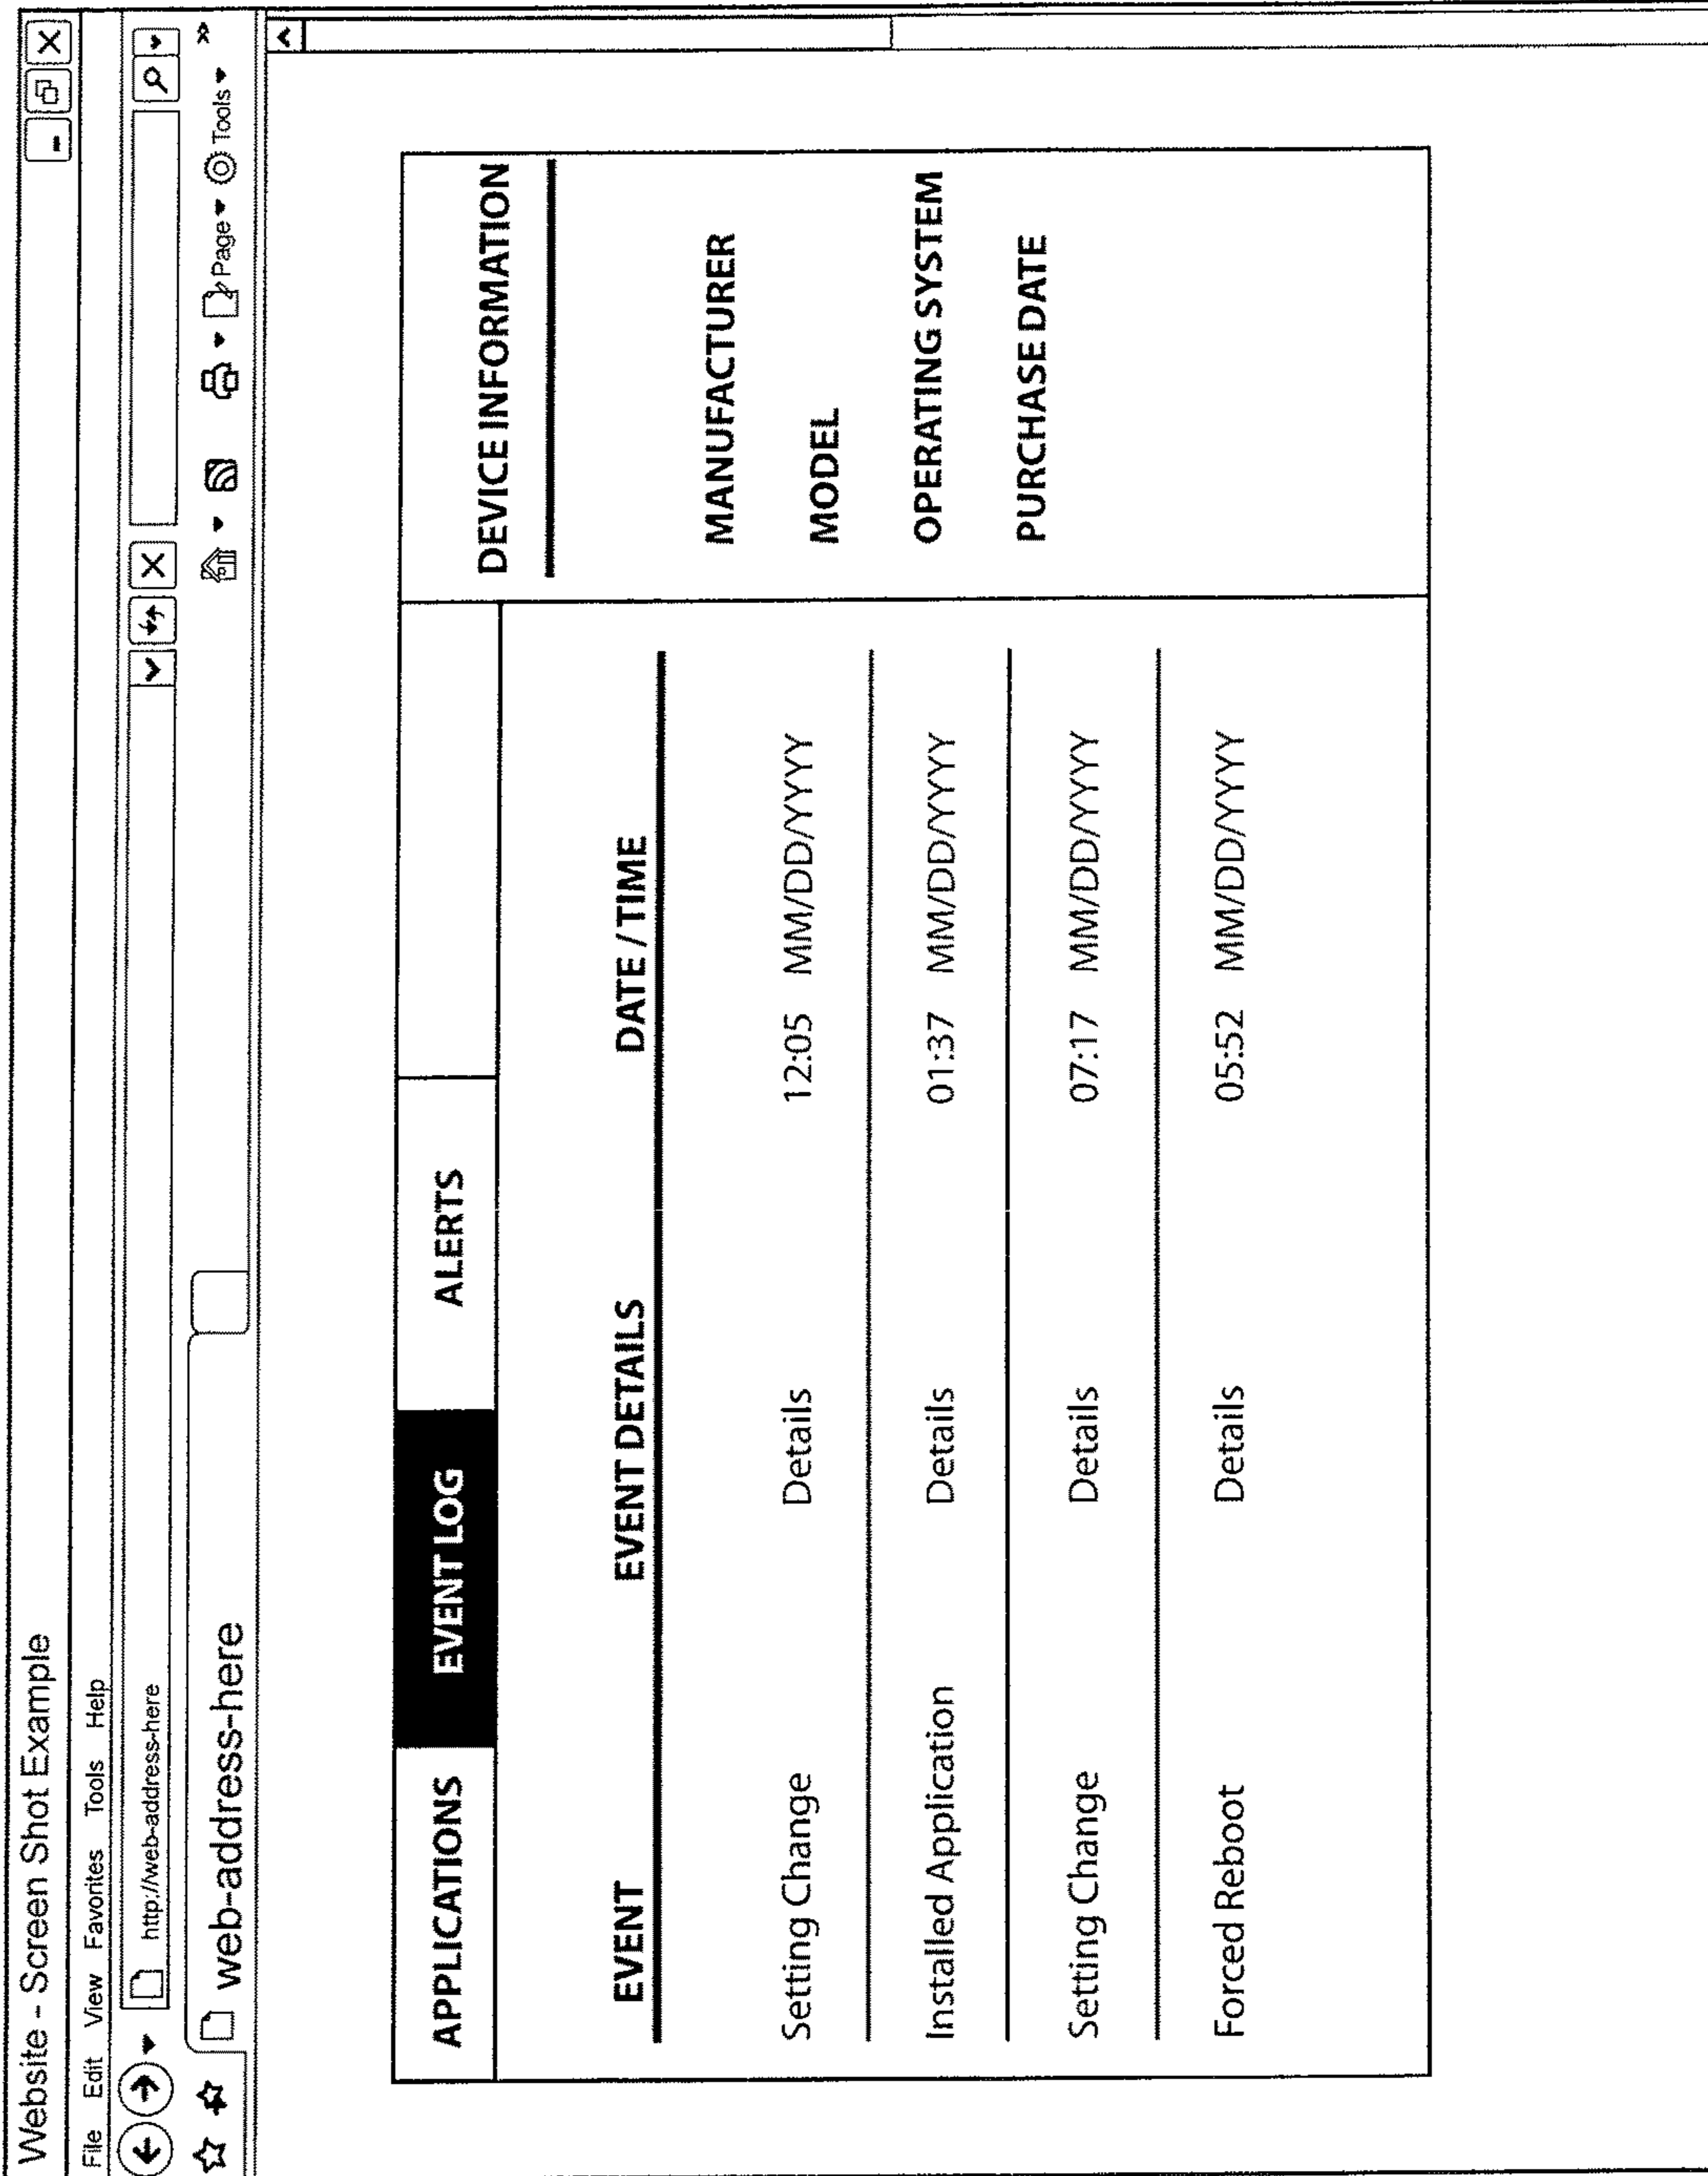 Website - Screen Shot Example
File Edit View Favorites Tools Help
http://web-address-here
web-address-here
Page Tools
APPLICATIONS EVENT LOG ALERTS
DEVICE INFORMATION
EVENT EVENT DETAILS DATE / TIME
Setting Change Details 12:05 MM/DD/YYYY
Installed Application Details 01:37 MM/DD/YYYY
Setting Change Details 07:17 MM/DD/YYYY
Forced Reboot Details 05:52 MM/DD/YYYY
MANUFACTURER
MODEL
OPERATING SYSTEM
PURCHASE DATE